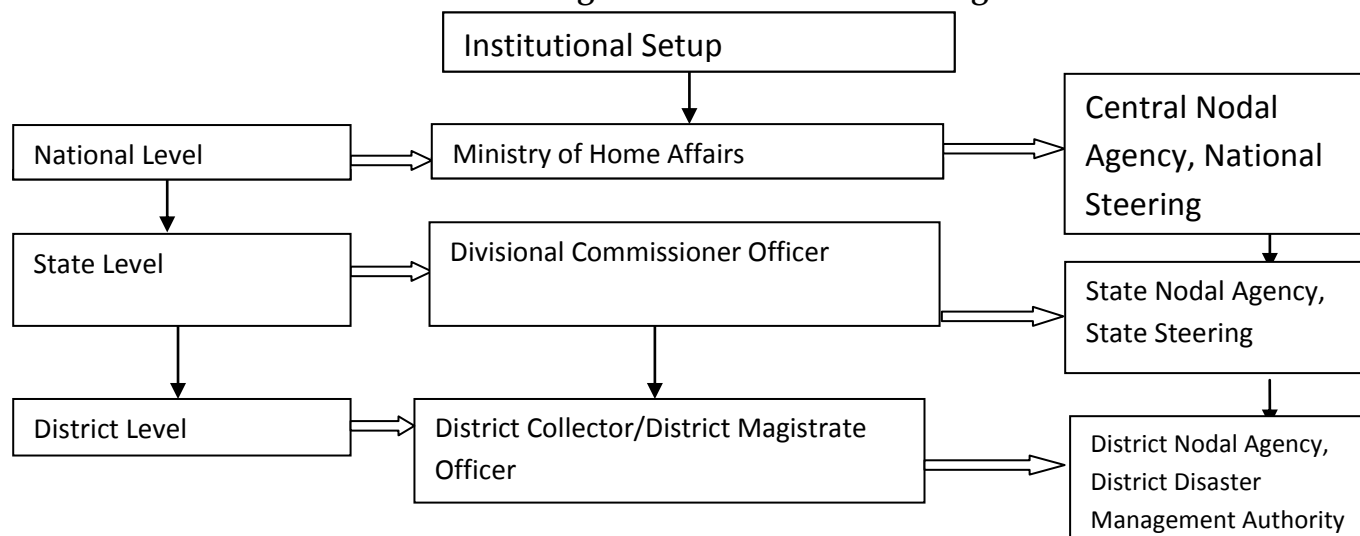 Institutional Setup
Central Nodal
Agency, National
Steering
National Level
Ministry of Home Affairs
State Level
Divisional Commissioner Officer
State Nodal Agency,
State Steering
District Level
District Collector/District Magistrate
Officer
District Nodal Agency,
District Disaster
Management Authority